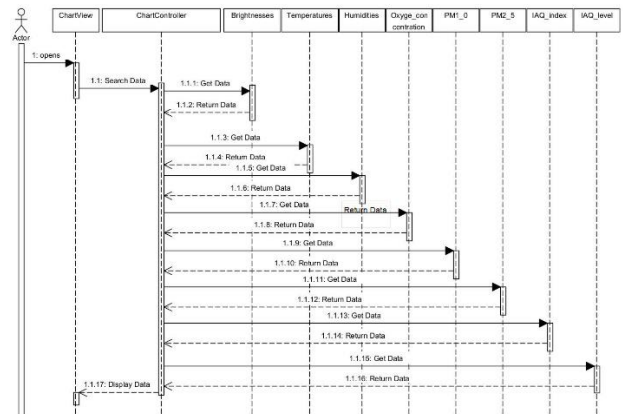 ChartView
ChartController
Brightnesses
Temperatures
Humidities
Oxyge_con
centration
PM1_0
PM2_5
IAQ_index
IAQ_level
Actor
1: opens
1.1: Search Data
1.1.1: Get Data
1.1.2: Return Data
1.1.3: Get Data
1.1.4: Return Data
1.1.5: Get Data
1.1.6: Return Data
1.1.7: Get Data
Return Data
1.1.8: Return Data
1.1.9: Get Data
1.1.10: Return Data
1.1.11: Get Data
1.1.12: Return Data
1.1.13: Get Data
1.1.14: Return Data
1.1.15: Get Data
1.1.16: Return Data
1.1.17: Display Data